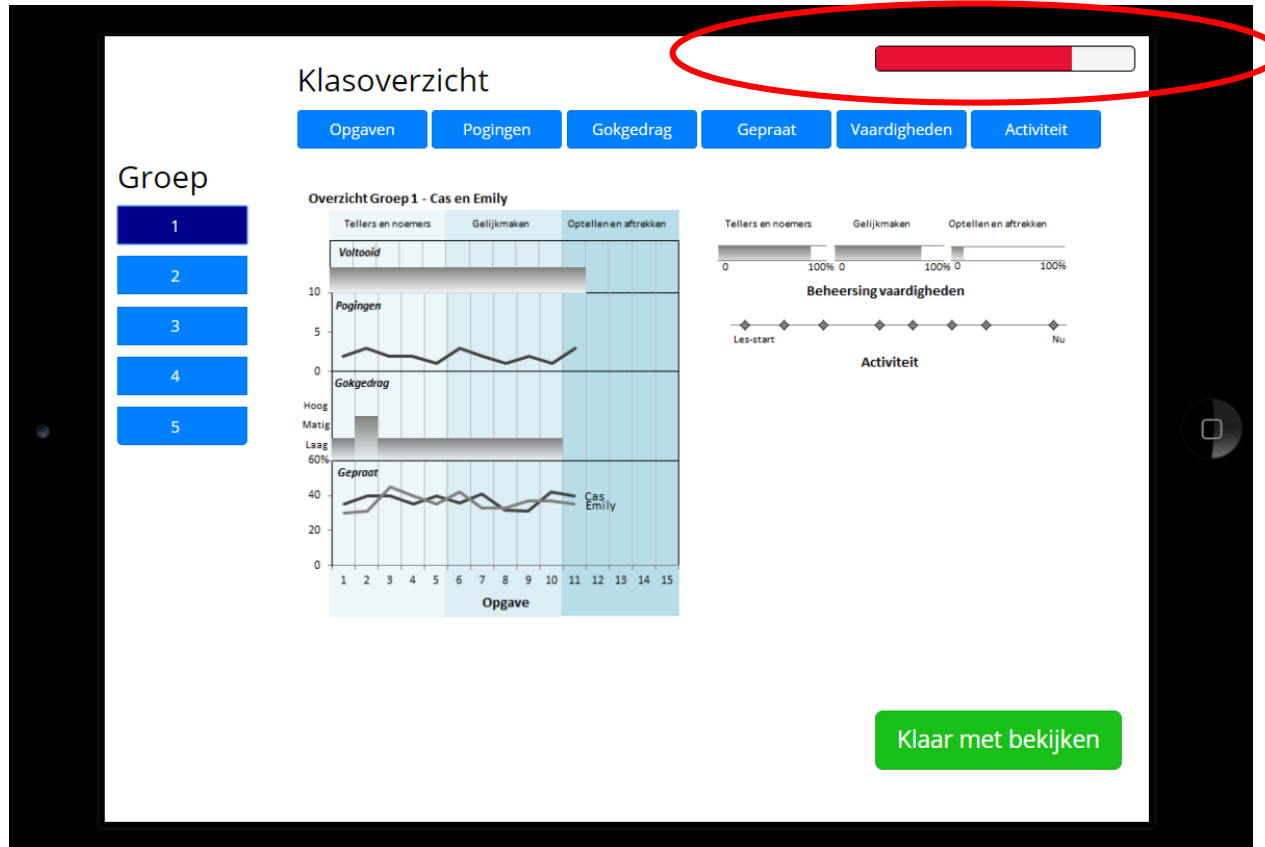 Klasoverzicht
Opgaven Pogingen Gokgedrag Gepraat Vaardigheden Activiteit
Groep
1
2
3
4
5
Overzicht Groep 1 - Cas en Emily
Tellers en noemers Gelijkmaken Optellen en aftrekken
Voltooid
10
Pogingen
5
0
Gokgedrag
Hoog
Matig
Laag
60%
Gepraat
40
Cas
Emily
20
0
1 2 3 4 5 6 7 8 9 10 11 12 13 14 15
Opgave
Tellers en noemers Gelijkmaken Optellen en aftrekken
0 100% 0 100% 0 100%
Beheersing vaardigheden
Les-start Nu
Activiteit
Klaar met bekijken